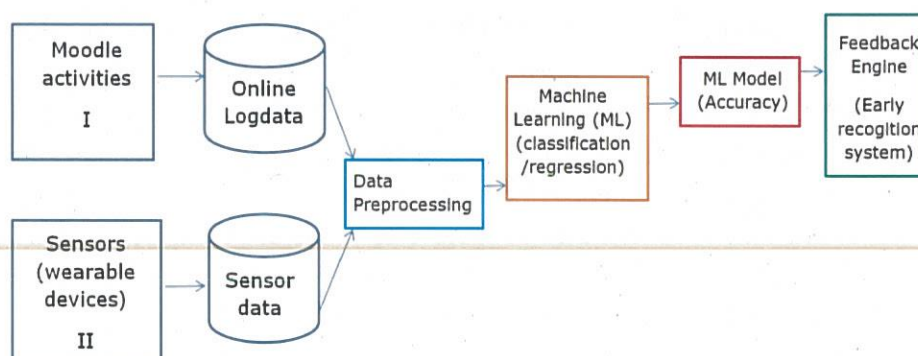 Moodle
activities
I
Online
Logdata
Sensors
(wearable
devices)
II
Sensor
data
Data
Preprocessing
Machine
Learning (ML)
(classification
/regression)
ML Model
(Accuracy)
Feedback
Engine
(Early
recogition
system)